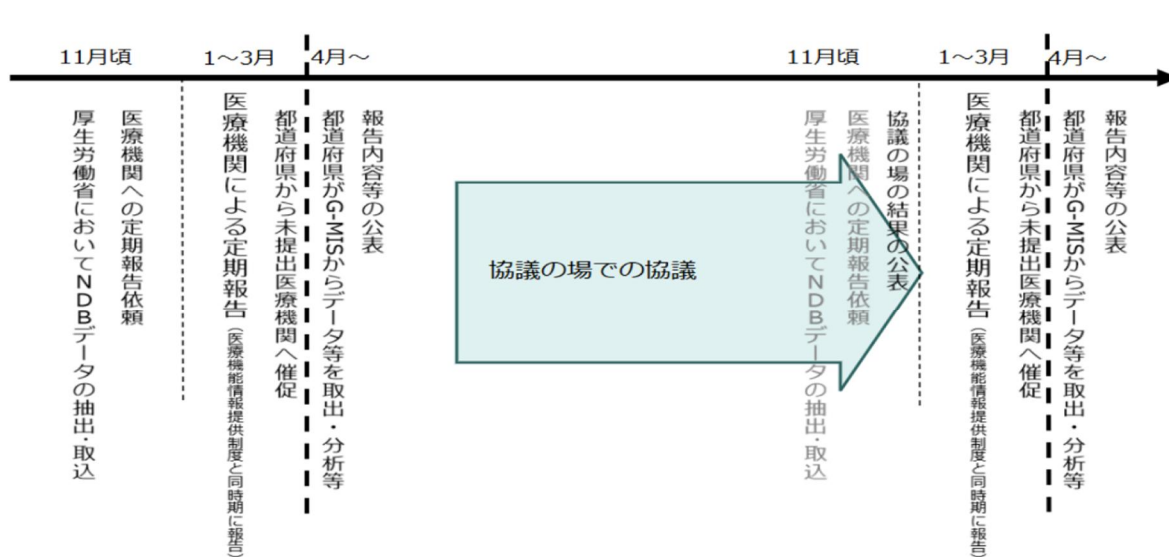 11月頃
1～3月
4月～
11月頃
1～3月
4月～
厚生労働省においてNDBデータの抽出・取込
医療機関への定期報告依頼
医療機関による定期報告（医療機能情報提供制度と同時期に報告）
都道府県から未提出医療機関へ催促
都道府県がG-MISからデータ等を取出・分析等
報告内容等の公表
協議の場での協議
厚生労働省においてNDBデータの抽出・取込
医療機関への定期報告依頼
協議の場の結果の公表
医療機関による定期報告（医療機能情報提供制度と同時期に報告）
都道府県から未提出医療機関へ催促
都道府県がG-MISからデータ等を取出・分析等
報告内容等の公表